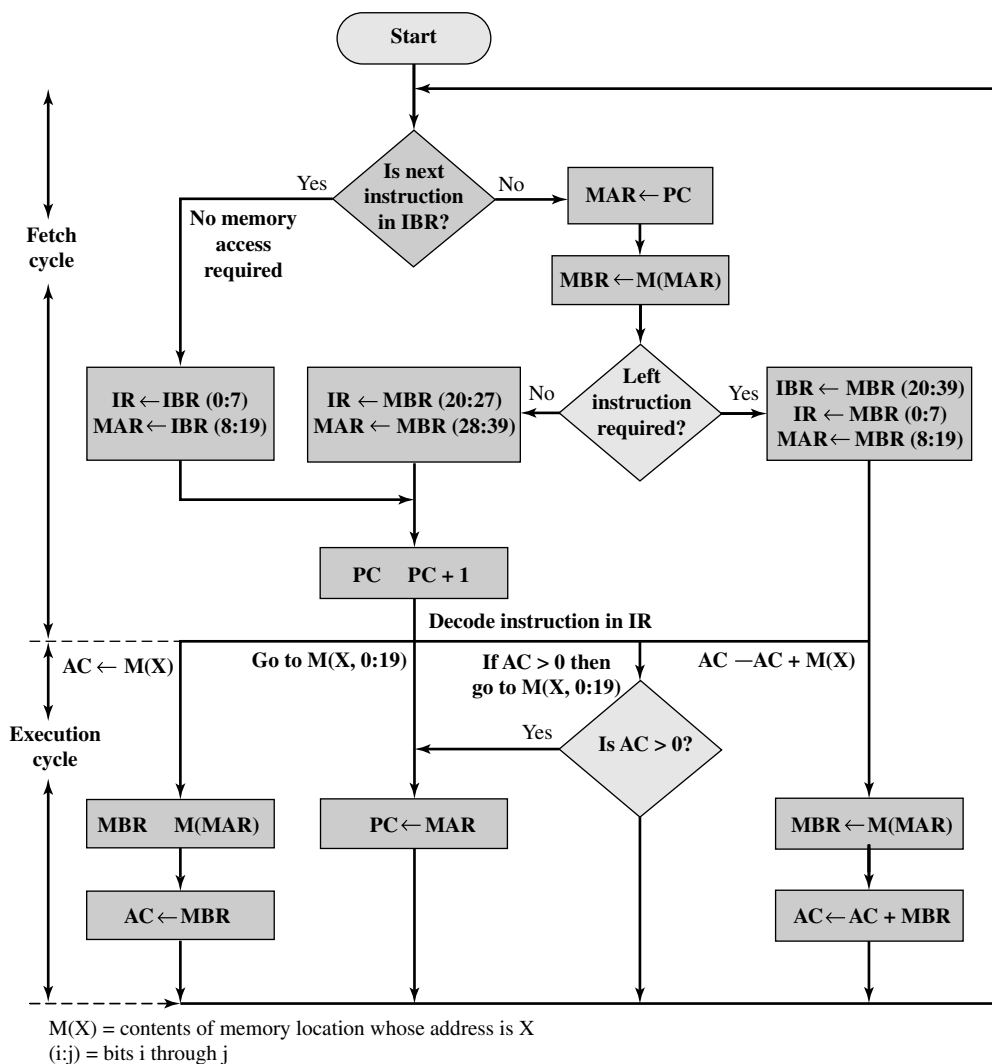 Start
Is next
instruction
in IBR?
Yes
No
MAR ← PC
No memory
access
required
Fetch
cycle
MBR ← M(MAR)
Left
instruction
required?
No
Yes
IR ← IBR (0:7)
MAR ← IBR (8:19)
IR ← MBR (20:27)
MAR ← MBR (28:39)
IBR ← MBR (20:39)
IR ← MBR (0:7)
MAR ← MBR (8:19)
PC PC + 1
Decode instruction in IR
AC ← M(X)
Go to M(X, 0:19)
If AC > 0 then
go to M(X, 0:19)
AC —AC + M(X)
Execution
cycle
Yes
Is AC > 0?
MBR M(MAR)
PC ← MAR
MBR ← M(MAR)
AC ← MBR
AC ← AC + MBR
M(X) = contents of memory location whose address is X
(i:j) = bits i through j